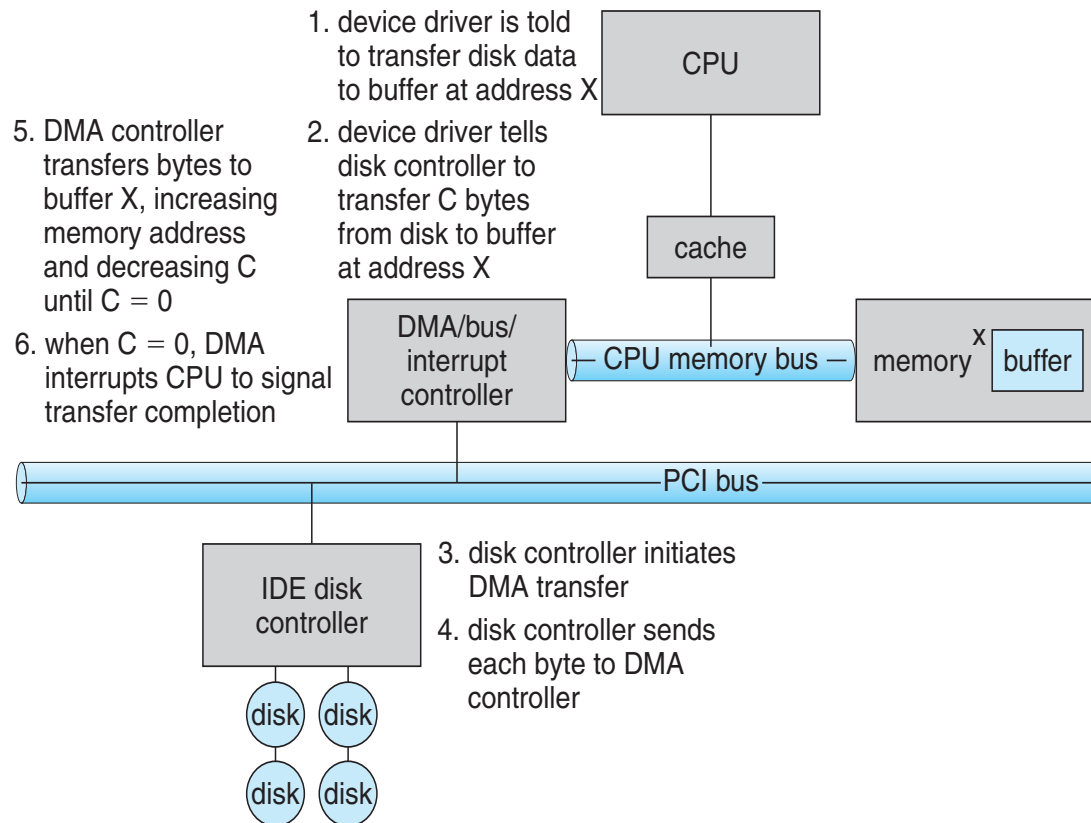 1. device driver is told
to transfer disk data
to buffer at address X
CPU
5. DMA controller
transfers bytes to
buffer X, increasing
memory address
and decreasing C
until C = 0
2. device driver tells
disk controller to
transfer C bytes
from disk to buffer
at address X
cache
6. when C = 0, DMA
interrupts CPU to signal
transfer completion
DMA/bus/
interrupt
controller
CPU memory bus
memory
x
buffer
PCI bus
IDE disk
controller
3. disk controller initiates
DMA transfer
4. disk controller sends
each byte to DMA
controller
disk
disk
disk
disk